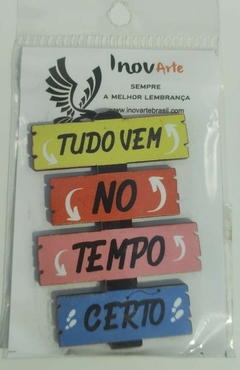 InovArte
SEMPRE
A MELHOR LEMBRANÇA
www.inovartebrasil.com
TUDO VEM
NO
TEMPO
CERTO